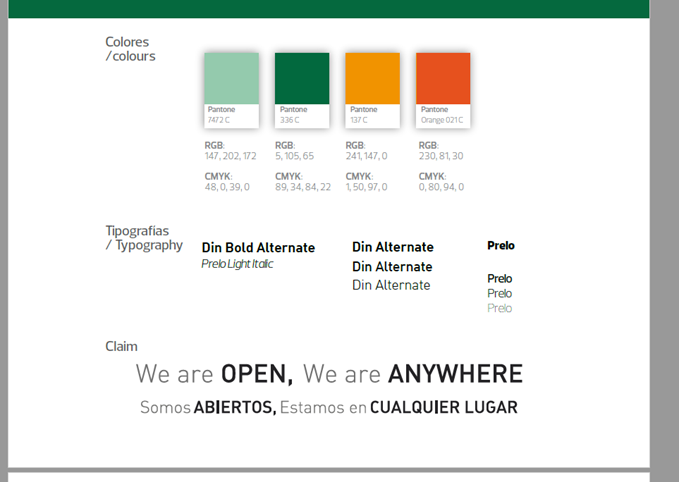 Colores
/colours
Pantone
7472 C
Pantone
336 C
Pantone
137 C
Pantone
Orange 021 C
RGB:
147, 202, 172
RGB:
5, 105, 65
RGB:
241, 147, 0
RGB:
230, 81, 30
CMYK:
48, 0, 39, 0
CMYK:
89, 34, 84, 22
CMYK:
1, 50, 97, 0
CMYK:
0, 80, 94, 0
Tipografias
/ Typography
Din Bold Alternate
Prelo Light Italic
Din Alternate
Din Alternate
Din Alternate
Prelo
Prelo
Prelo
Prelo
Claim
We are OPEN, We are ANYWHERE
Somos ABIERTOS, Estamos en CUALQUIER LUGAR